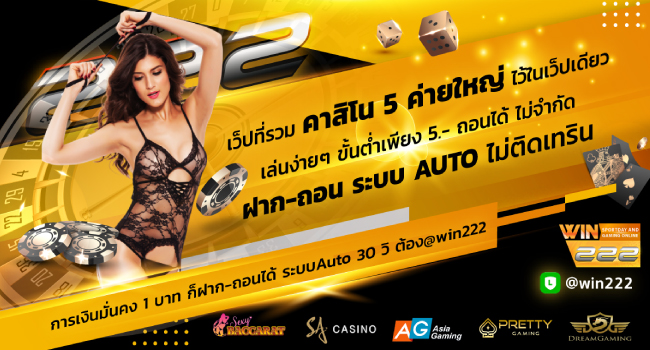 222
เว็ปที่รวม คาสิโน 5 ค่ายใหญ่ ไว้ในเว็ปเดียว
เล่นง่ายๆ ขั้นต่ำเพียง 5.- ถอนได้ ไม่จำกัด
ฝาก-ถอน ระบบ AUTO ไม่ติดเทริน
การเงินมั่นคง 1 บาท ก็ฝาก-ถอนได้ ระบบAuto 30 วิ ต้อง@win222
WIN SPORTDAY AND GAMING ONLINE
222
@win222
Sexy BACCARAT
SA CASINO
AG Asia Gaming
PRETTY GAMING
DREAMGAMING